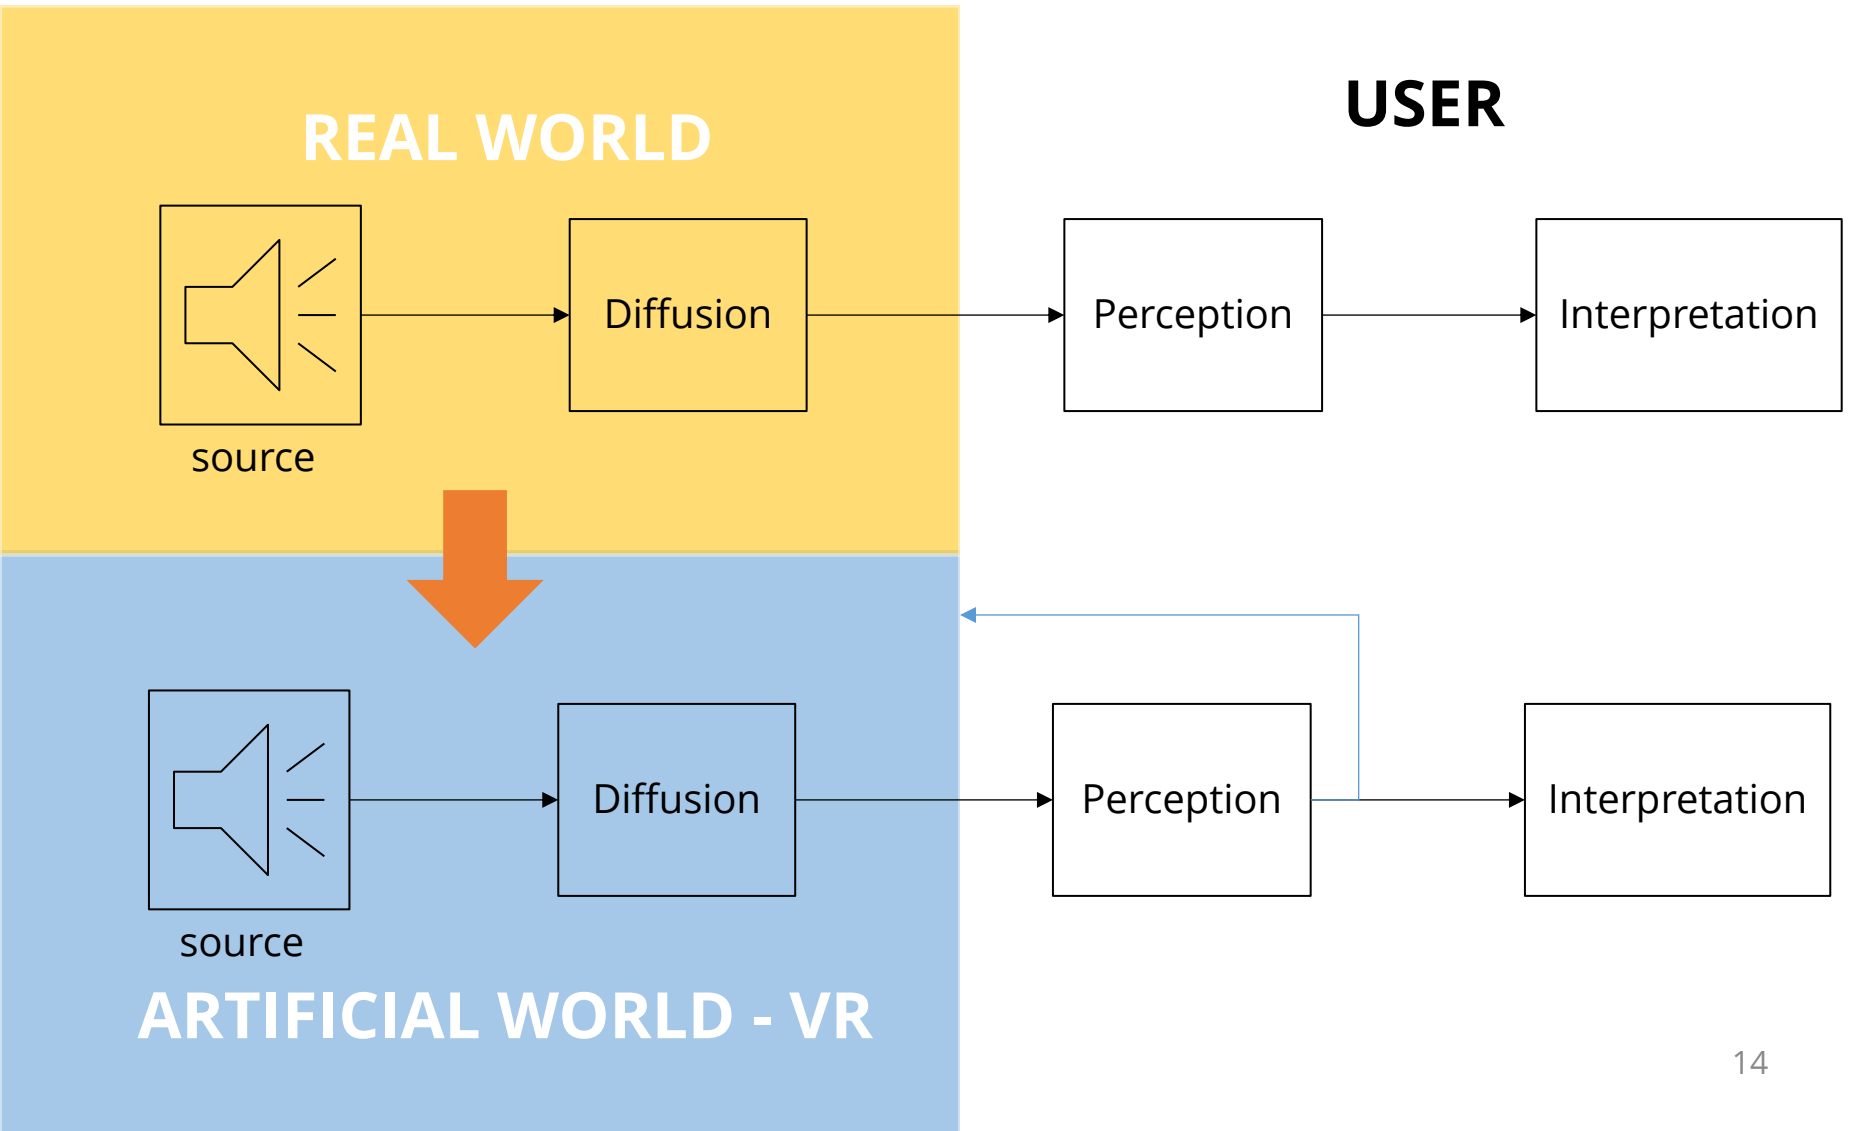 REAL WORLD
USER
Diffusion
Perception
Interpretation
source
Diffusion
Perception
Interpretation
source
ARTIFICIAL WORLD - VR
14